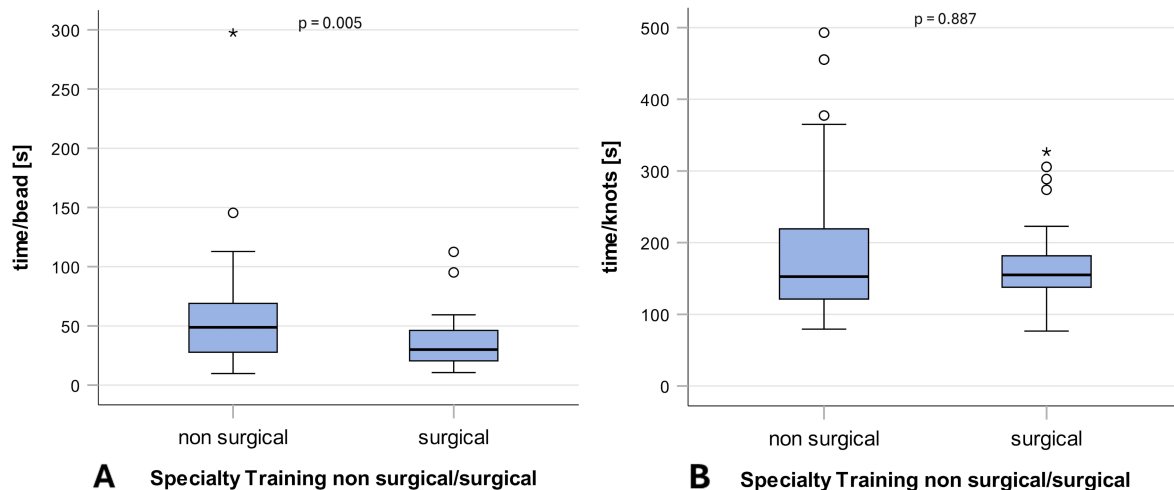 p = 0.005
300
250
200
150
100
50
0
time/bead [s]
*
non surgical
surgical
A Specialty Training non surgical/surgical
p = 0.887
500
400
300
200
100
0
time/knots [s]
*
non surgical
surgical
B Specialty Training non surgical/surgical